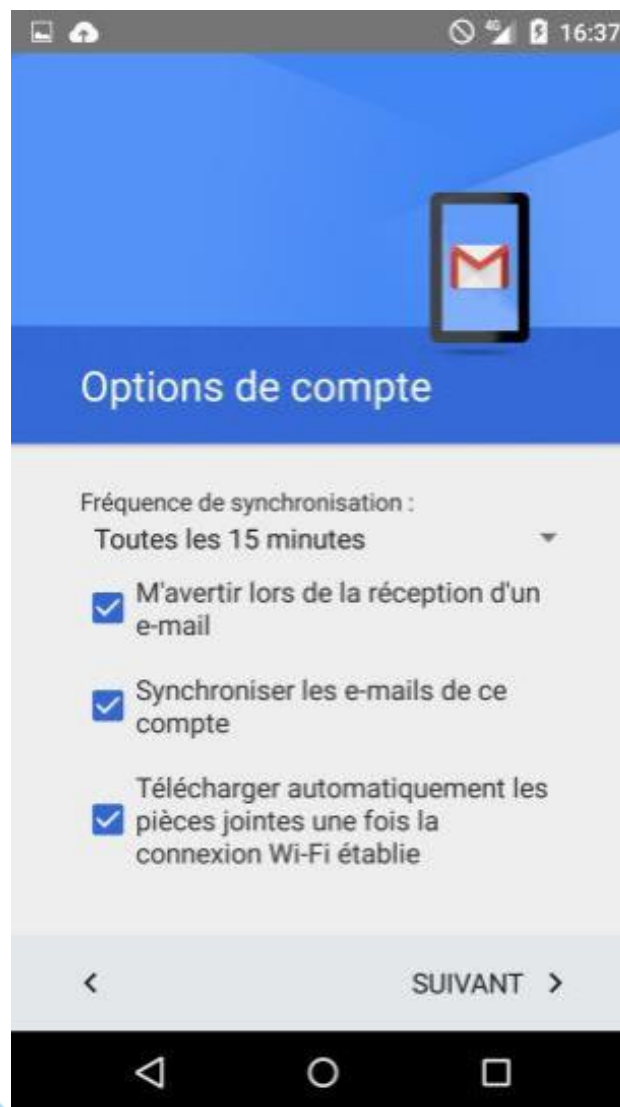 4G 16:37
Options de compte
Fréquence de synchronisation :
Toutes les 15 minutes
M'avertir lors de la réception d'un
e-mail
Synchroniser les e-mails de ce
compte
Télécharger automatiquement les
pièces jointes une fois la
connexion Wi-Fi établie
SUIVANT